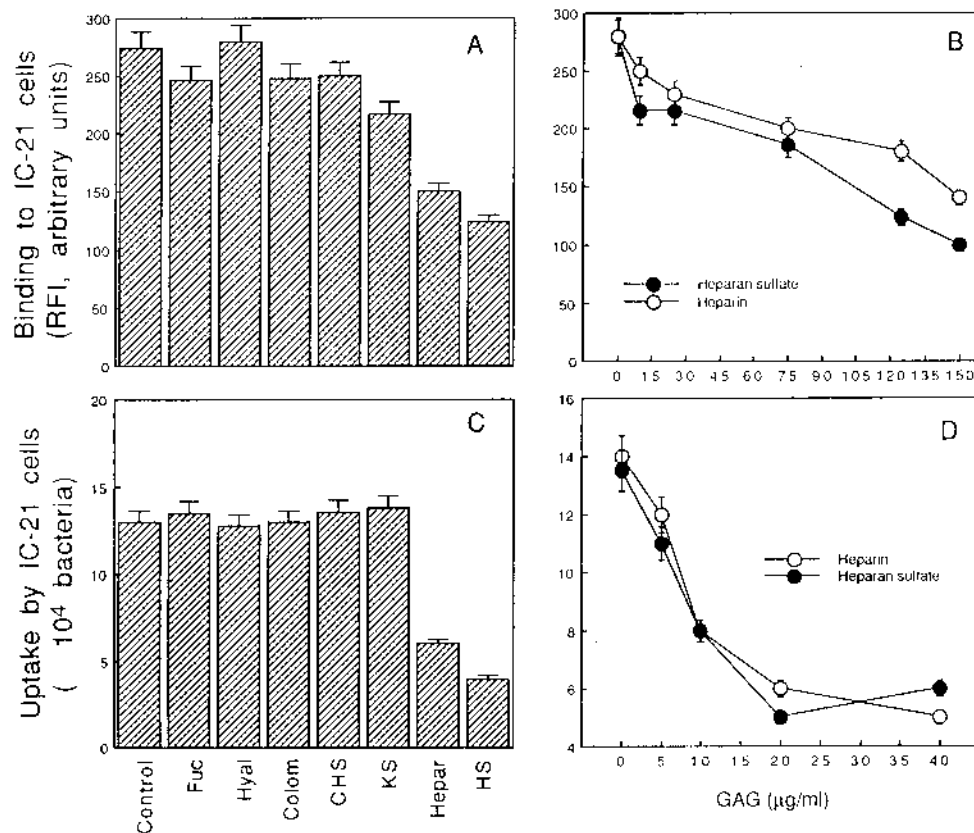 Binding to IC-21 cells
(RFI, arbitrary units)
A
300
250
200
150
100
50
0
B
300
250
200
150
100
50
0
Heparan sulfate
Heparin
0 15 30 45 60 75 90 105 120 135 150
Uptake by IC-21 cells
( 10⁴ bacteria)
C
20
15
10
5
0
Control Fuc Hyal Colom CHS KS Hepar HS
D
16
14
12
10
8
6
4
Heparin
Heparan sulfate
0 5 10 15 20 25 30 35 40
GAG (µg/ml)